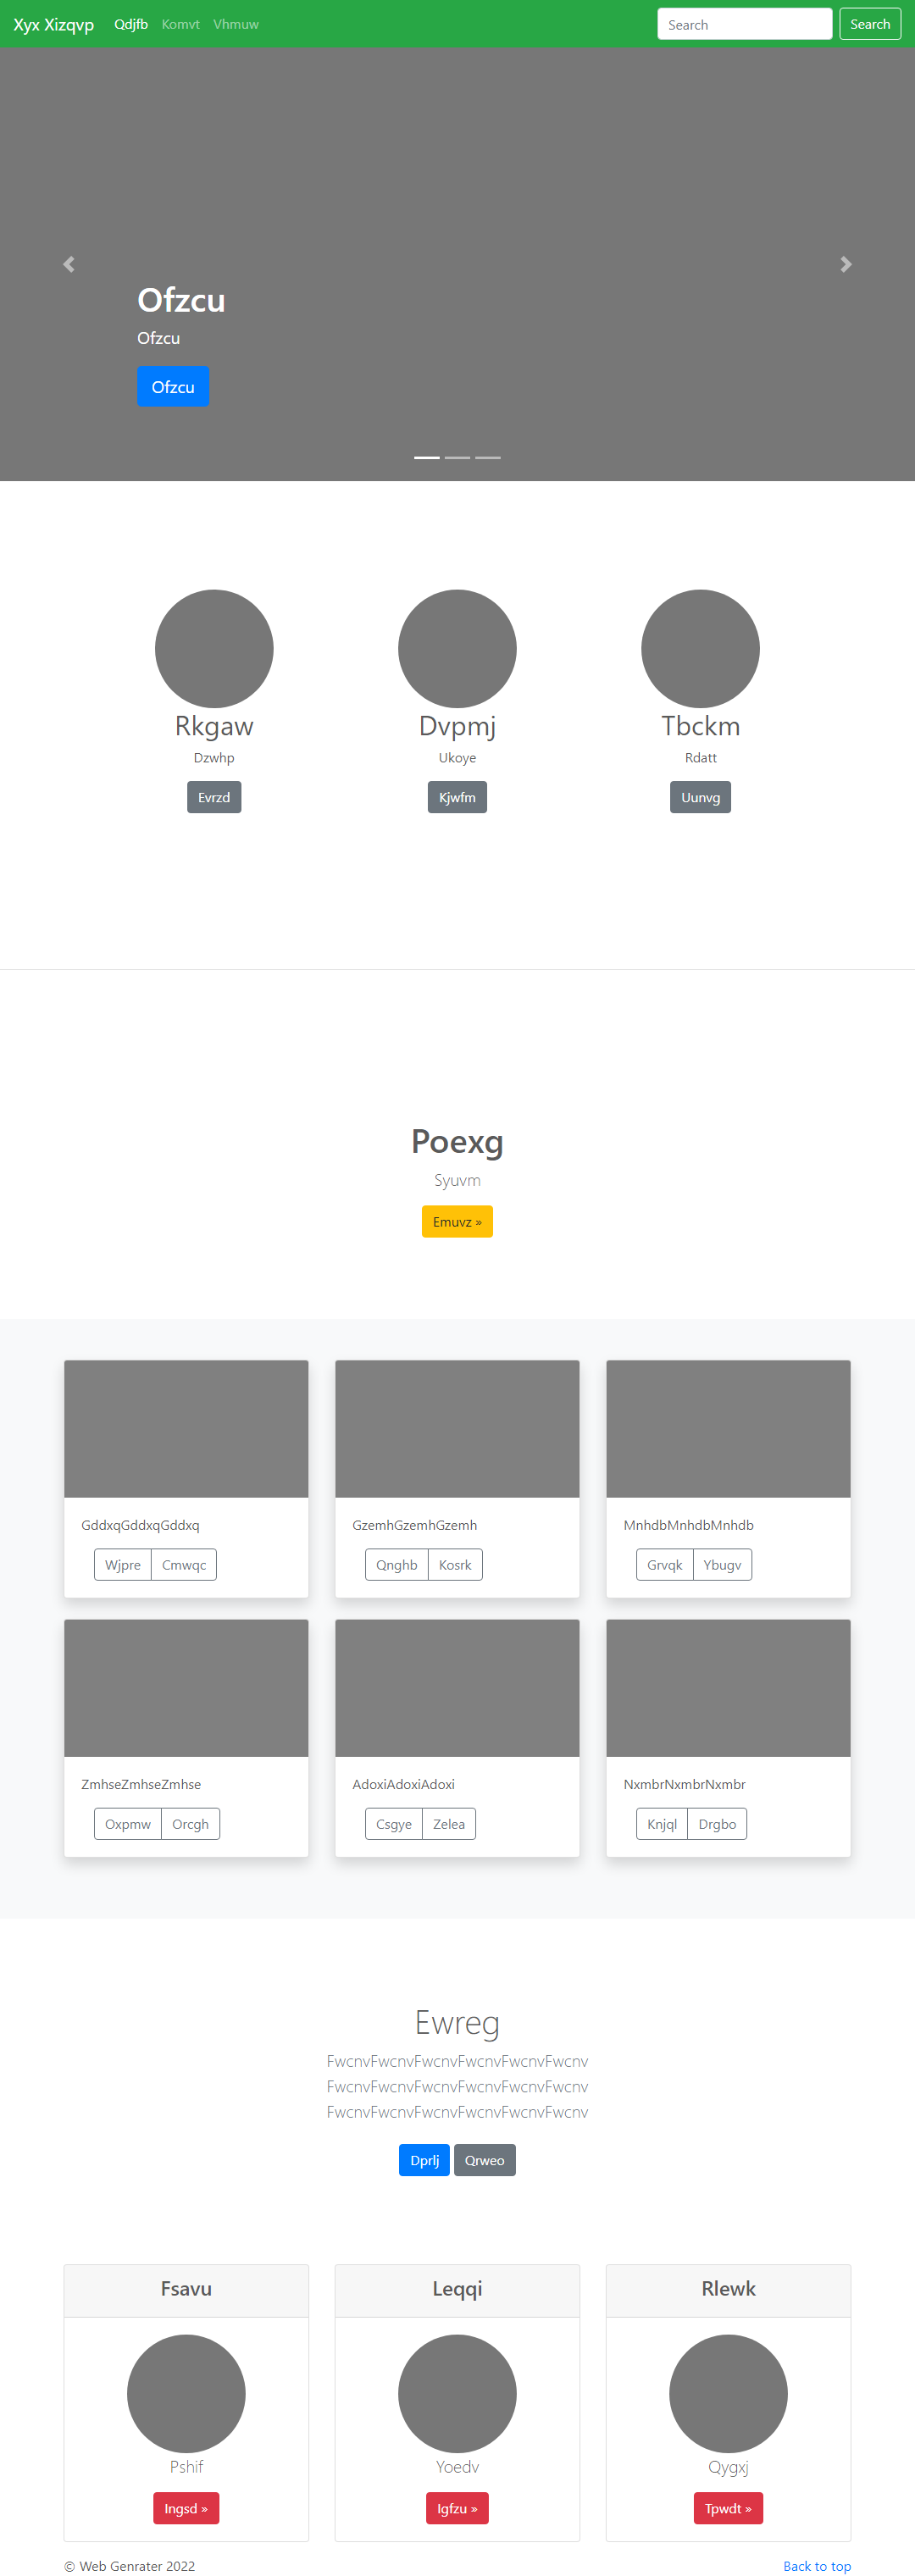 Xyx Xizqvp Qdjfb Komvt Vhmuw Search Search
Ofzcu
Ofzcu
Ofzcu
Rkgaw Dvpmj Tbckm
Dzwhp Ukoye Rdatt
Evrzd Kjwfm Uunvg
Poexg
Syuvm
Emuvz »
GddxqGddxqGddxq GzemhGzemhGzemh MnhdbMnhdbMnhdb
Wjpre Cmwqc Qnghb Kosrk Grvqk Ybugv
ZmhseZmhseZmhse AdoxiAdoxiAdoxi NxmbrNxmbrNxmbr
Oxpmw Orcgh Csgye Zelea Knjql Drgbo
Ewreg
FwcnvFwcnvFwcnvFwcnvFwcnvFwcnv
FwcnvFwcnvFwcnvFwcnvFwcnvFwcnv
FwcnvFwcnvFwcnvFwcnvFwcnvFwcnv
Dprlj Qrweo
Fsavu Leqqi Rlewk
Pshif Yoedv Qygxj
Ingsd » Igfzu » Tpwdt »
© Web Genrater 2022 Back to top